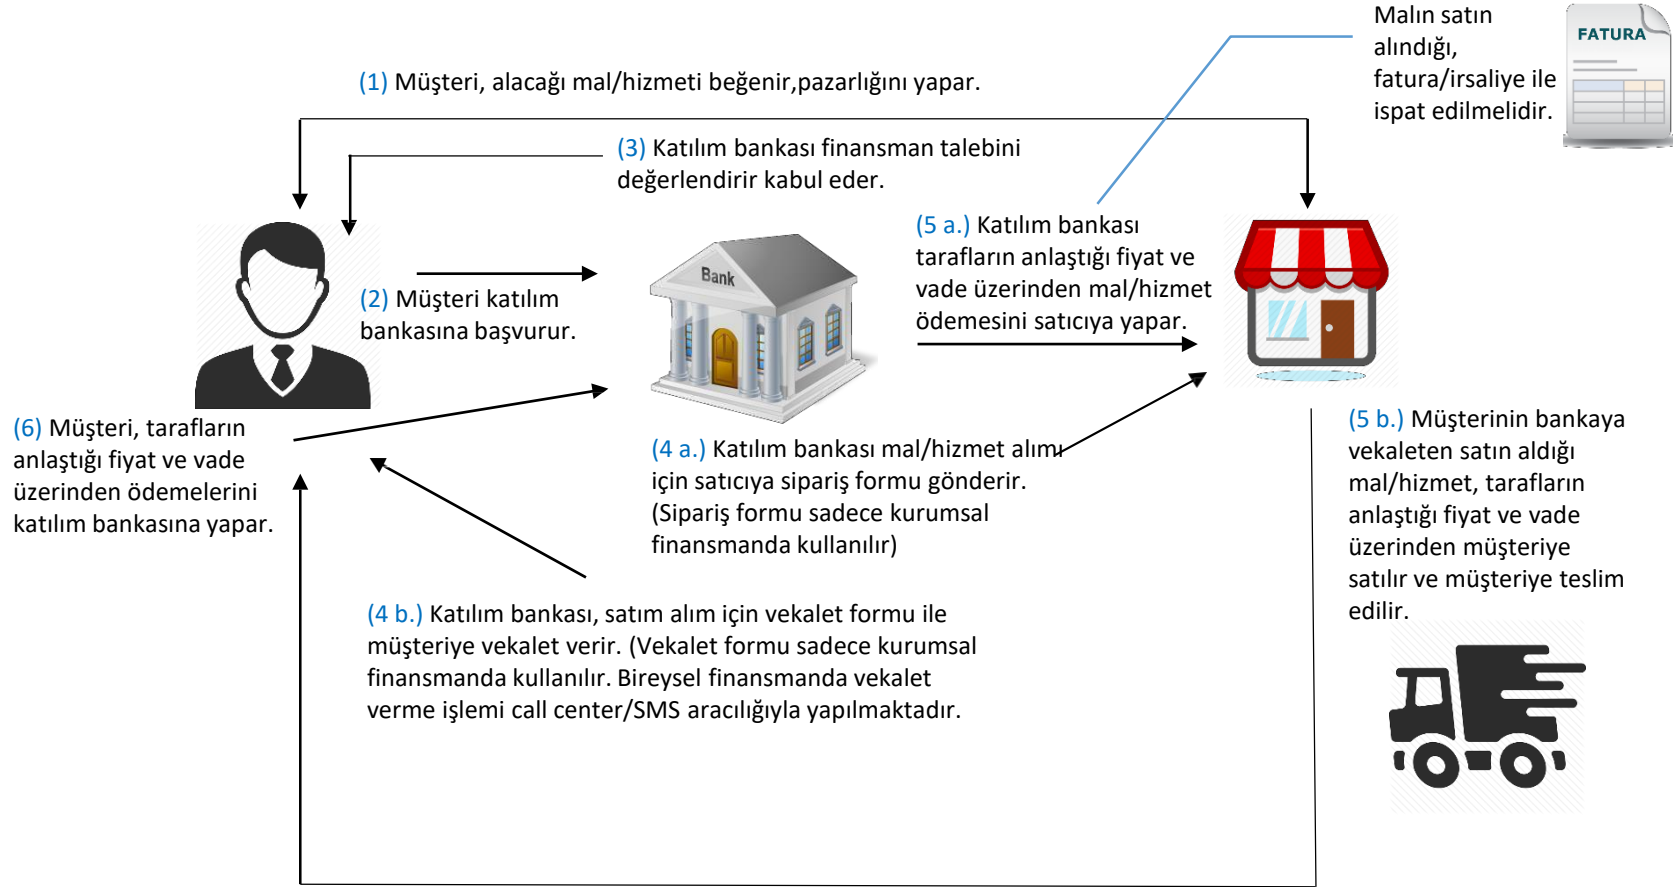 Malın satın
alındığı,
fatura/irsaliye ile
ispat edilmelidir.
FATURA
(1) Müşteri, alacağı mal/hizmeti beğenir,pazarlığını yapar.
(3) Katılım bankası finansman talebini
değerlendirir kabul eder.
(5 a.) Katılım bankası
tarafların anlaştığı fiyat ve
vade üzerinden mal/hizmet
ödemesini satıcıya yapar.
Bank
(2) Müşteri katılım
bankasına başvurur.
(6) Müşteri, tarafların
anlaştığı fiyat ve vade
üzerinden ödemelerini
katılım bankasına yapar.
(4 a.) Katılım bankası mal/hizmet alımı
için satıcıya sipariş formu gönderir.
(Sipariş formu sadece kurumsal
finansmanda kullanılır)
(5 b.) Müşterinin bankaya
vekaleten satın aldığı
mal/hizmet, tarafların
anlaştığı fiyat ve vade
üzerinden müşteriye
satılır ve müşteriye teslim
edilir.
(4 b.) Katılım bankası, satım alım için vekalet formu ile
müşteriye vekalet verir. (Vekalet formu sadece kurumsal
finansmanda kullanılır. Bireysel finansmanda vekalet
verme işlemi call center/SMS aracılığıyla yapılmaktadır.